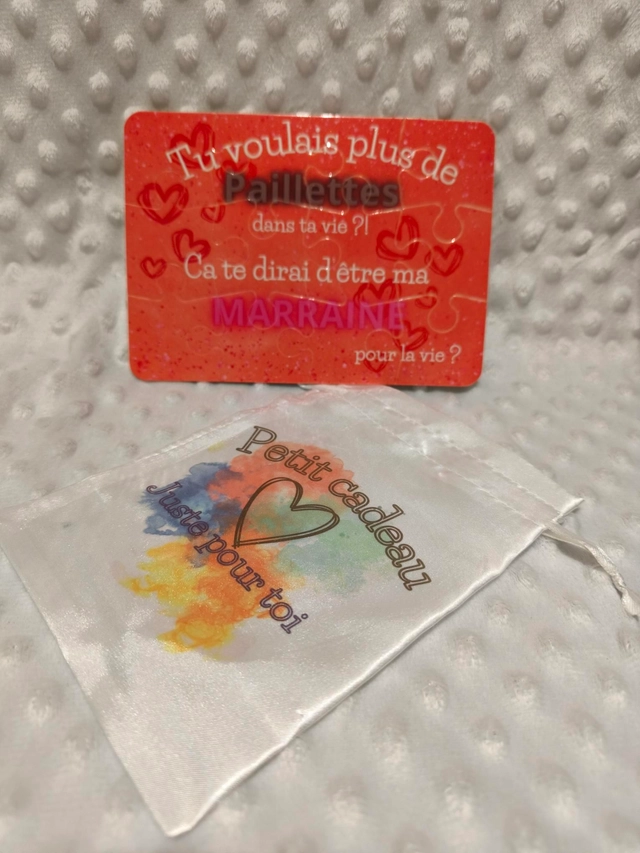 Tu voulais plus de
Paillettes
dans ta vie ?!
Ca te dirai d'être ma
MARRAINE
pour la vie ?
Petit cadeau
Juste pour toi